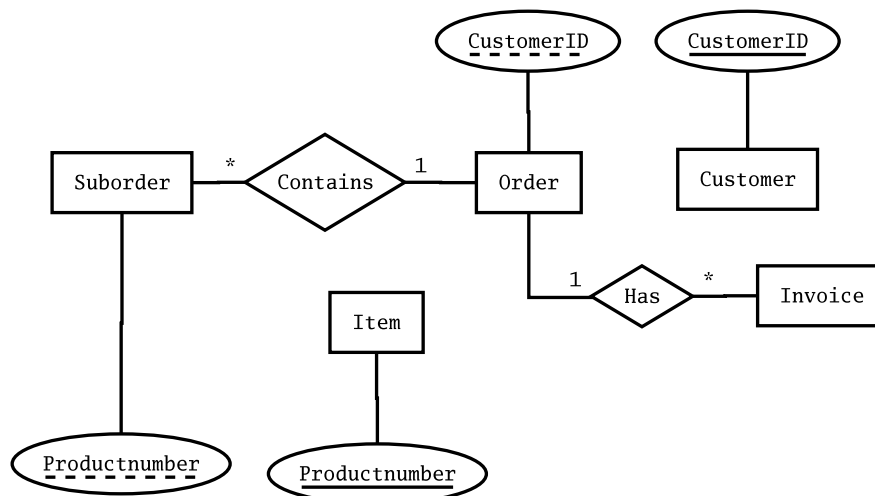 CustomerID
CustomerID
Suborder
*
Contains
1
Order
Customer
1
Has
*
Invoice
Item
Productnumber
Productnumber